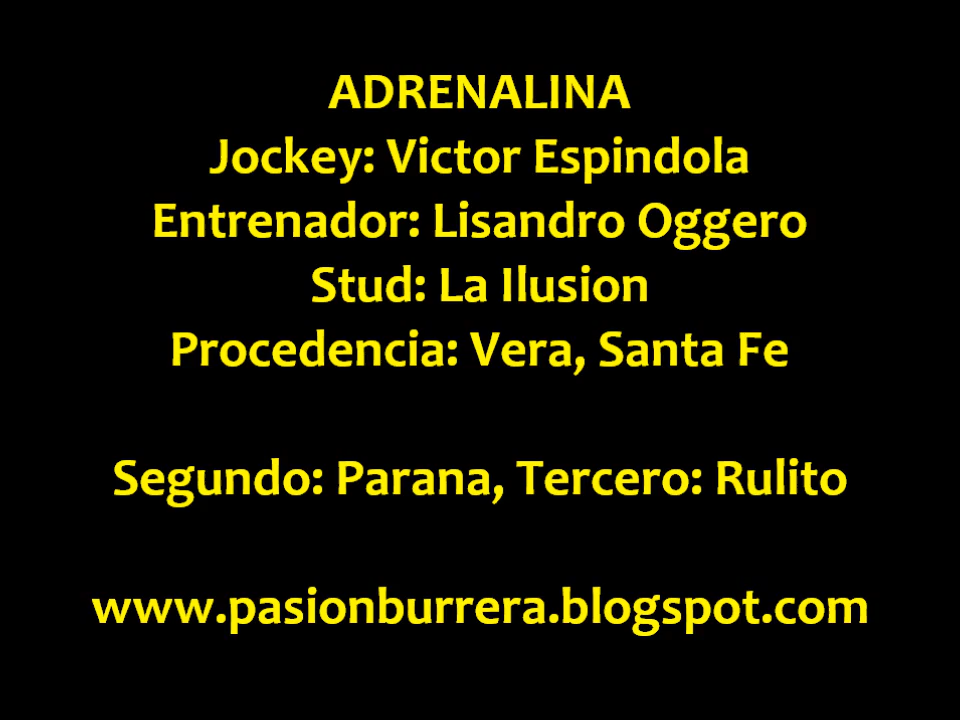 ADRENALINA
Jockey: Victor Espindola
Entrenador: Lisandro Oggero
Stud: La Ilusion
Procedencia: Vera, Santa Fe
Segundo: Parana, Tercero: Rulito
www.pasionburrera.blogspot.com